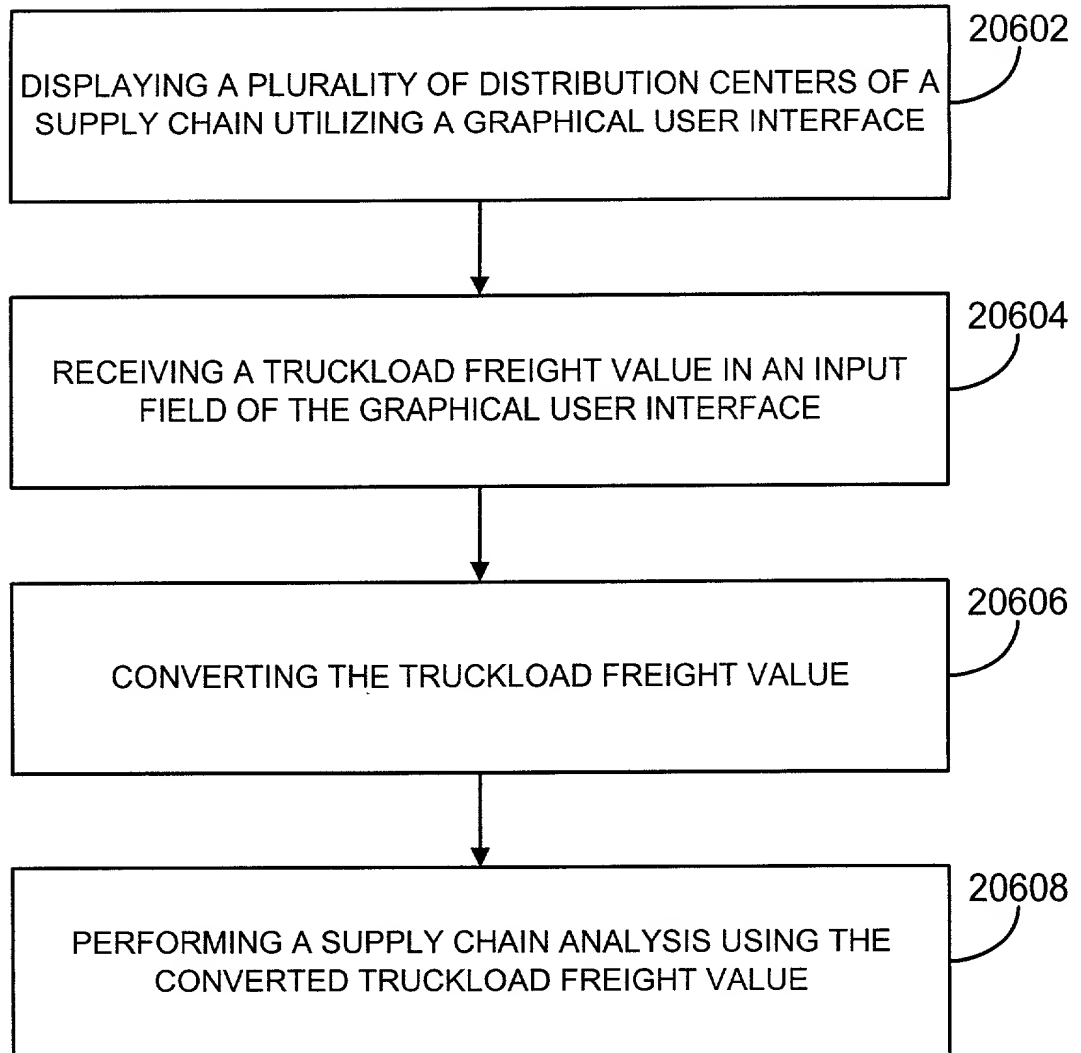 20602
DISPLAYING A PLURALITY OF DISTRIBUTION CENTERS OF A
SUPPLY CHAIN UTILIZING A GRAPHICAL USER INTERFACE
20604
RECEIVING A TRUCKLOAD FREIGHT VALUE IN AN INPUT
FIELD OF THE GRAPHICAL USER INTERFACE
20606
CONVERTING THE TRUCKLOAD FREIGHT VALUE
20608
PERFORMING A SUPPLY CHAIN ANALYSIS USING THE
CONVERTED TRUCKLOAD FREIGHT VALUE